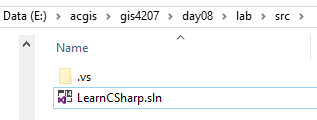 Data (E:) > acgis > gis4207 > day08 > lab > src >
Name
.vs
LearnCSharp.sln